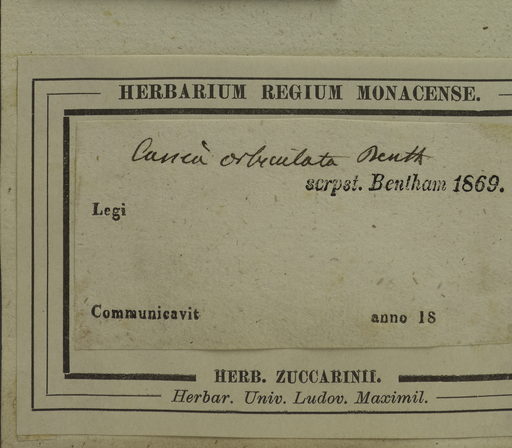 HERBARIUM REGIUM MONACENSE.
Cassia orbiculata Benth
scrpst. Bentham 1869.
Legi
Communicavit anno 18
HERB. ZUCCARINII.
Herbar. Univ. Ludov. Maximil.